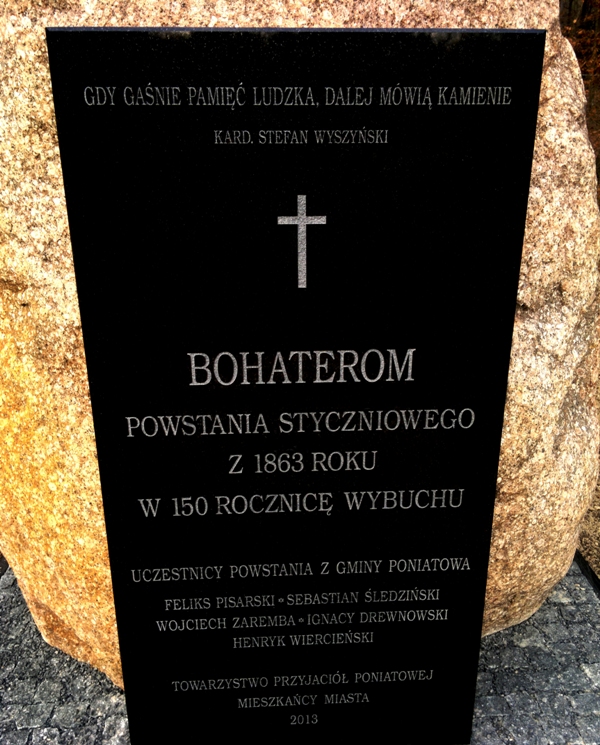 GDY GAŚNIE PAMIĘĆ LUDZKA, DALEJ MÓWIĄ KAMIENIE
KARD. STEFAN WYSZYŃSKI
BOHATEROM
POWSTANIA STYCZNIOWEGO
Z 1863 ROKU
W 150 ROCZNICĘ WYBUCHU
UCZESTNICY POWSTANIA Z GMINY PONIATOWA
FELIKS PISARSKI * SEBASTIAN ŚLEDZIŃSKI
WOJCIECH ZAREMBA * IGNACY DREWNOWSKI
HENRYK WIERCIEŃSKI
TOWARZYSTWO PRZYJACIÓŁ PONIATOWEJ
MIESZKAŃCY MIASTA
2013